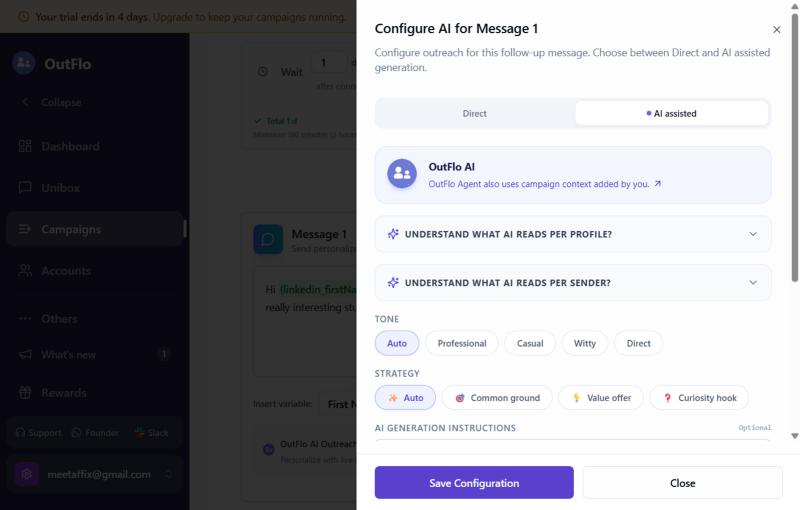 Your trial ends in 4 days. Upgrade to keep your campaigns running.
OutFlo
Collapse
Dashboard
Unibox
Campaigns
Accounts
Others
What's new 1
Rewards
Support Founder Slack
meetaffix@gmail.com
Wait 1
after
Total 1 d
Message 1
Send
Hi
really interesting
Insert variable: First
OutFlo AI Outreach
Personalize with
Configure AI for Message 1
Configure outreach for this follow-up message. Choose between Direct and AI assisted
generation.
Direct AI assisted
OutFlo AI
OutFlo Agent also uses campaign context added by you.
UNDERSTAND WHAT AI READS PER PROFILE?
UNDERSTAND WHAT AI READS PER SENDER?
TONE
Auto Professional Casual Witty Direct
STRATEGY
Auto Common ground Value offer Curiosity hook
AI GENERATION INSTRUCTIONS Optional
Save Configuration Close